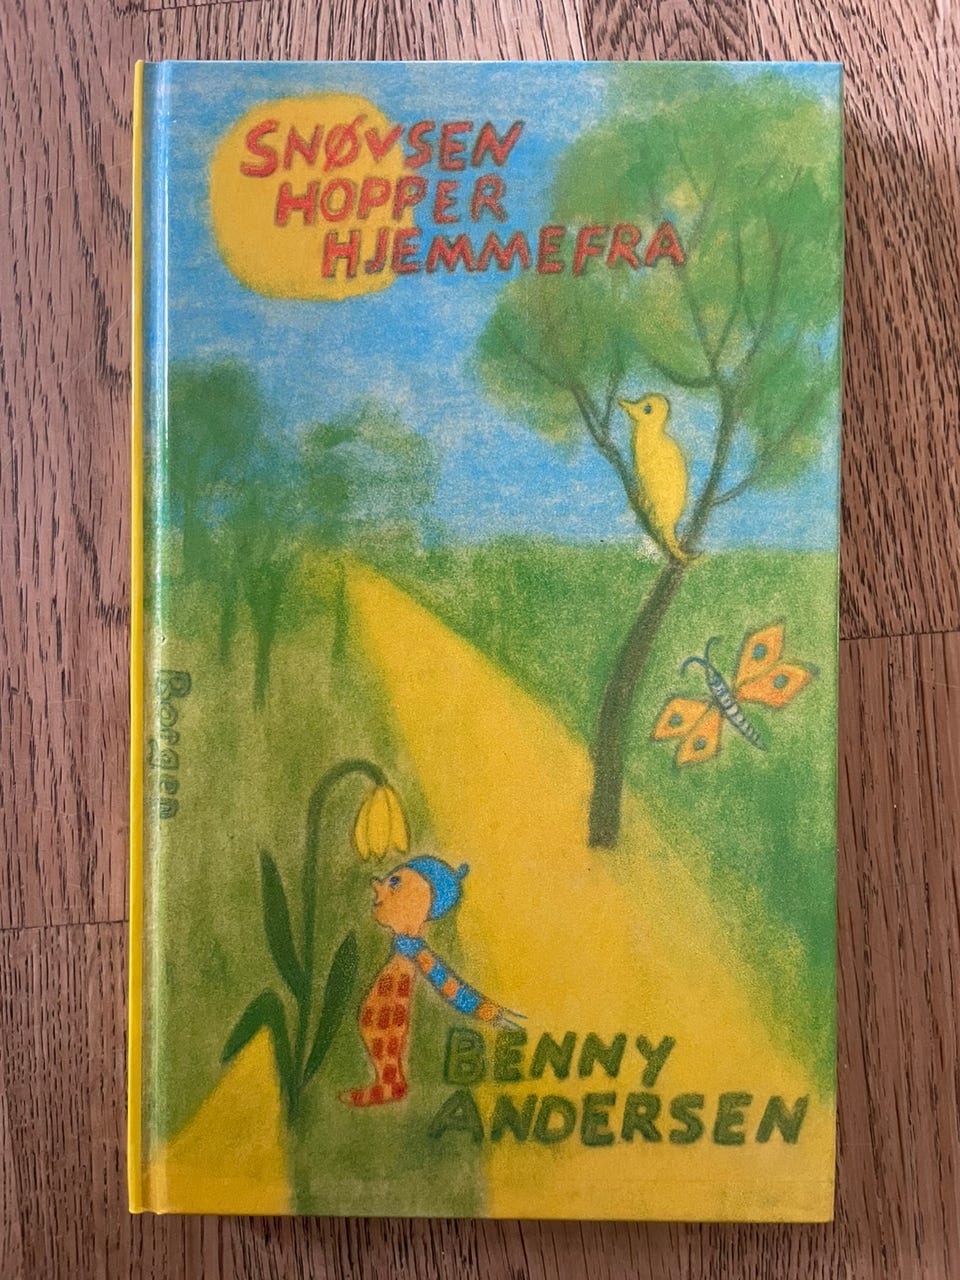 SNØVSEN
HOPPER
HJEMMEFRA
Borgen
BENNY
ANDERSEN